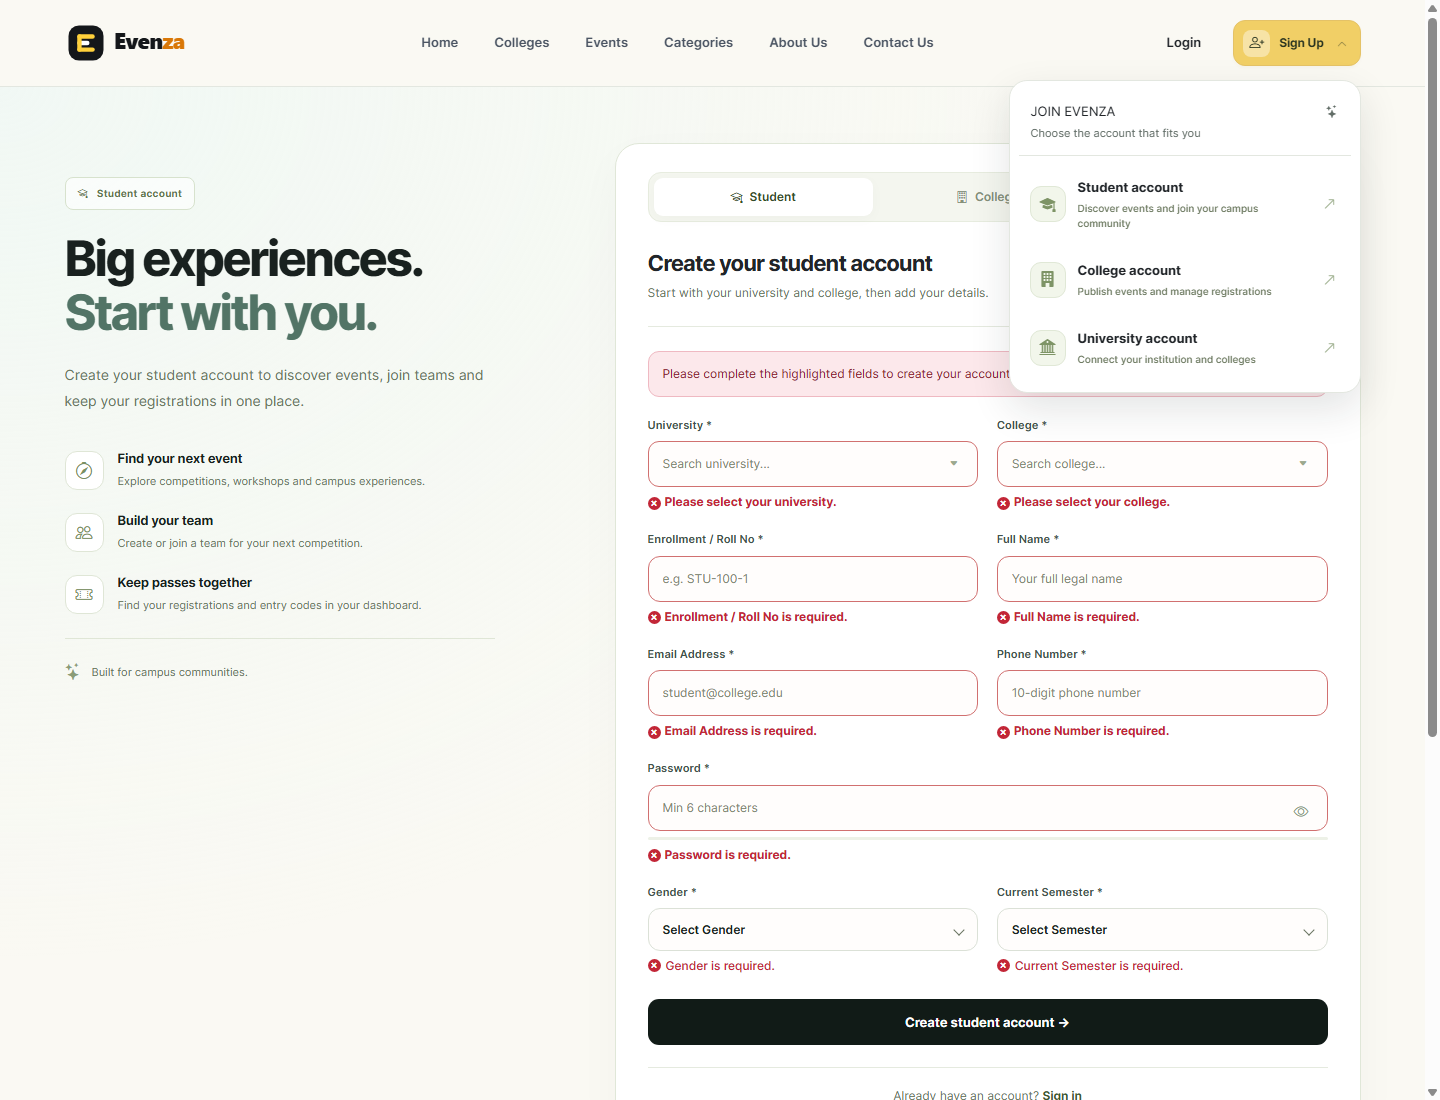 Evenza
Home
Colleges
Events
Categories
About Us
Contact Us
Login
Sign Up
JOIN EVENZA
Choose the account that fits you
Student account
Discover events and join your campus
community
College account
Publish events and manage registrations
University account
Connect your institution and colleges
Student account
Big experiences.
Start with you.
Create your student account to discover events, join teams and
keep your registrations in one place.
Find your next event
Explore competitions, workshops and campus experiences.
Build your team
Create or join a team for your next competition.
Keep passes together
Find your registrations and entry codes in your dashboard.
Built for campus communities.
Student
Create your student account
Start with your university and college, then add your details.
Please complete the highlighted fields to create your account
University *
College *
Search university...
Search college...
Please select your university.
Please select your college.
Enrollment / Roll No *
Full Name *
e.g. STU-100-1
Your full legal name
Enrollment / Roll No is required.
Full Name is required.
Email Address *
Phone Number *
student@college.edu
10-digit phone number
Email Address is required.
Phone Number is required.
Password *
Min 6 characters
Password is required.
Gender *
Current Semester *
Select Gender
Select Semester
Gender is required.
Current Semester is required.
Create student account →
Already have an account? Sign in